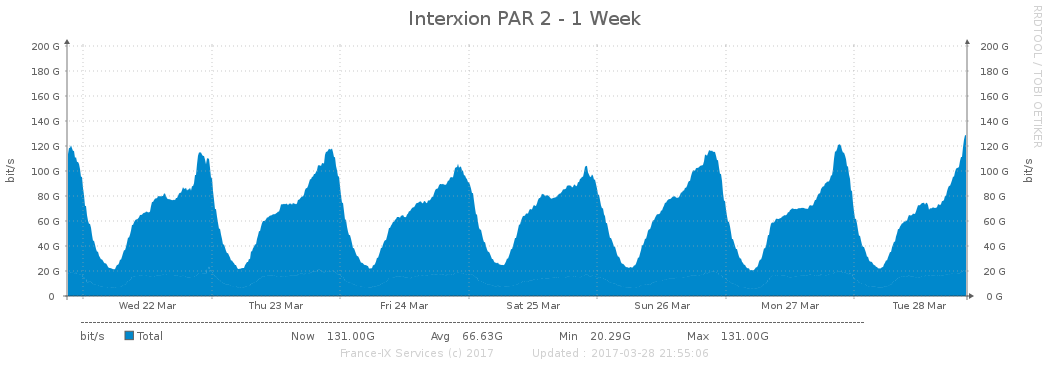 Interxion PAR 2 - 1 Week
RRDTOOL / TOBI OETIKER
200 G 200 G
180 G 180 G
160 G 160 G
140 G 140 G
120 G 120 G
100 G 100 G
80 G 80 G
60 G 60 G
40 G 40 G
20 G 20 G
0 0 G
bit/s
bit/s
Wed 22 Mar Thu 23 Mar Fri 24 Mar Sat 25 Mar Sun 26 Mar Mon 27 Mar Tue 28 Mar
bit/s Total Now 131.00G Avg 66.63G Min 20.29G Max 131.00G
France-IX Services (c) 2017 Updated : 2017-03-28 21:55:06